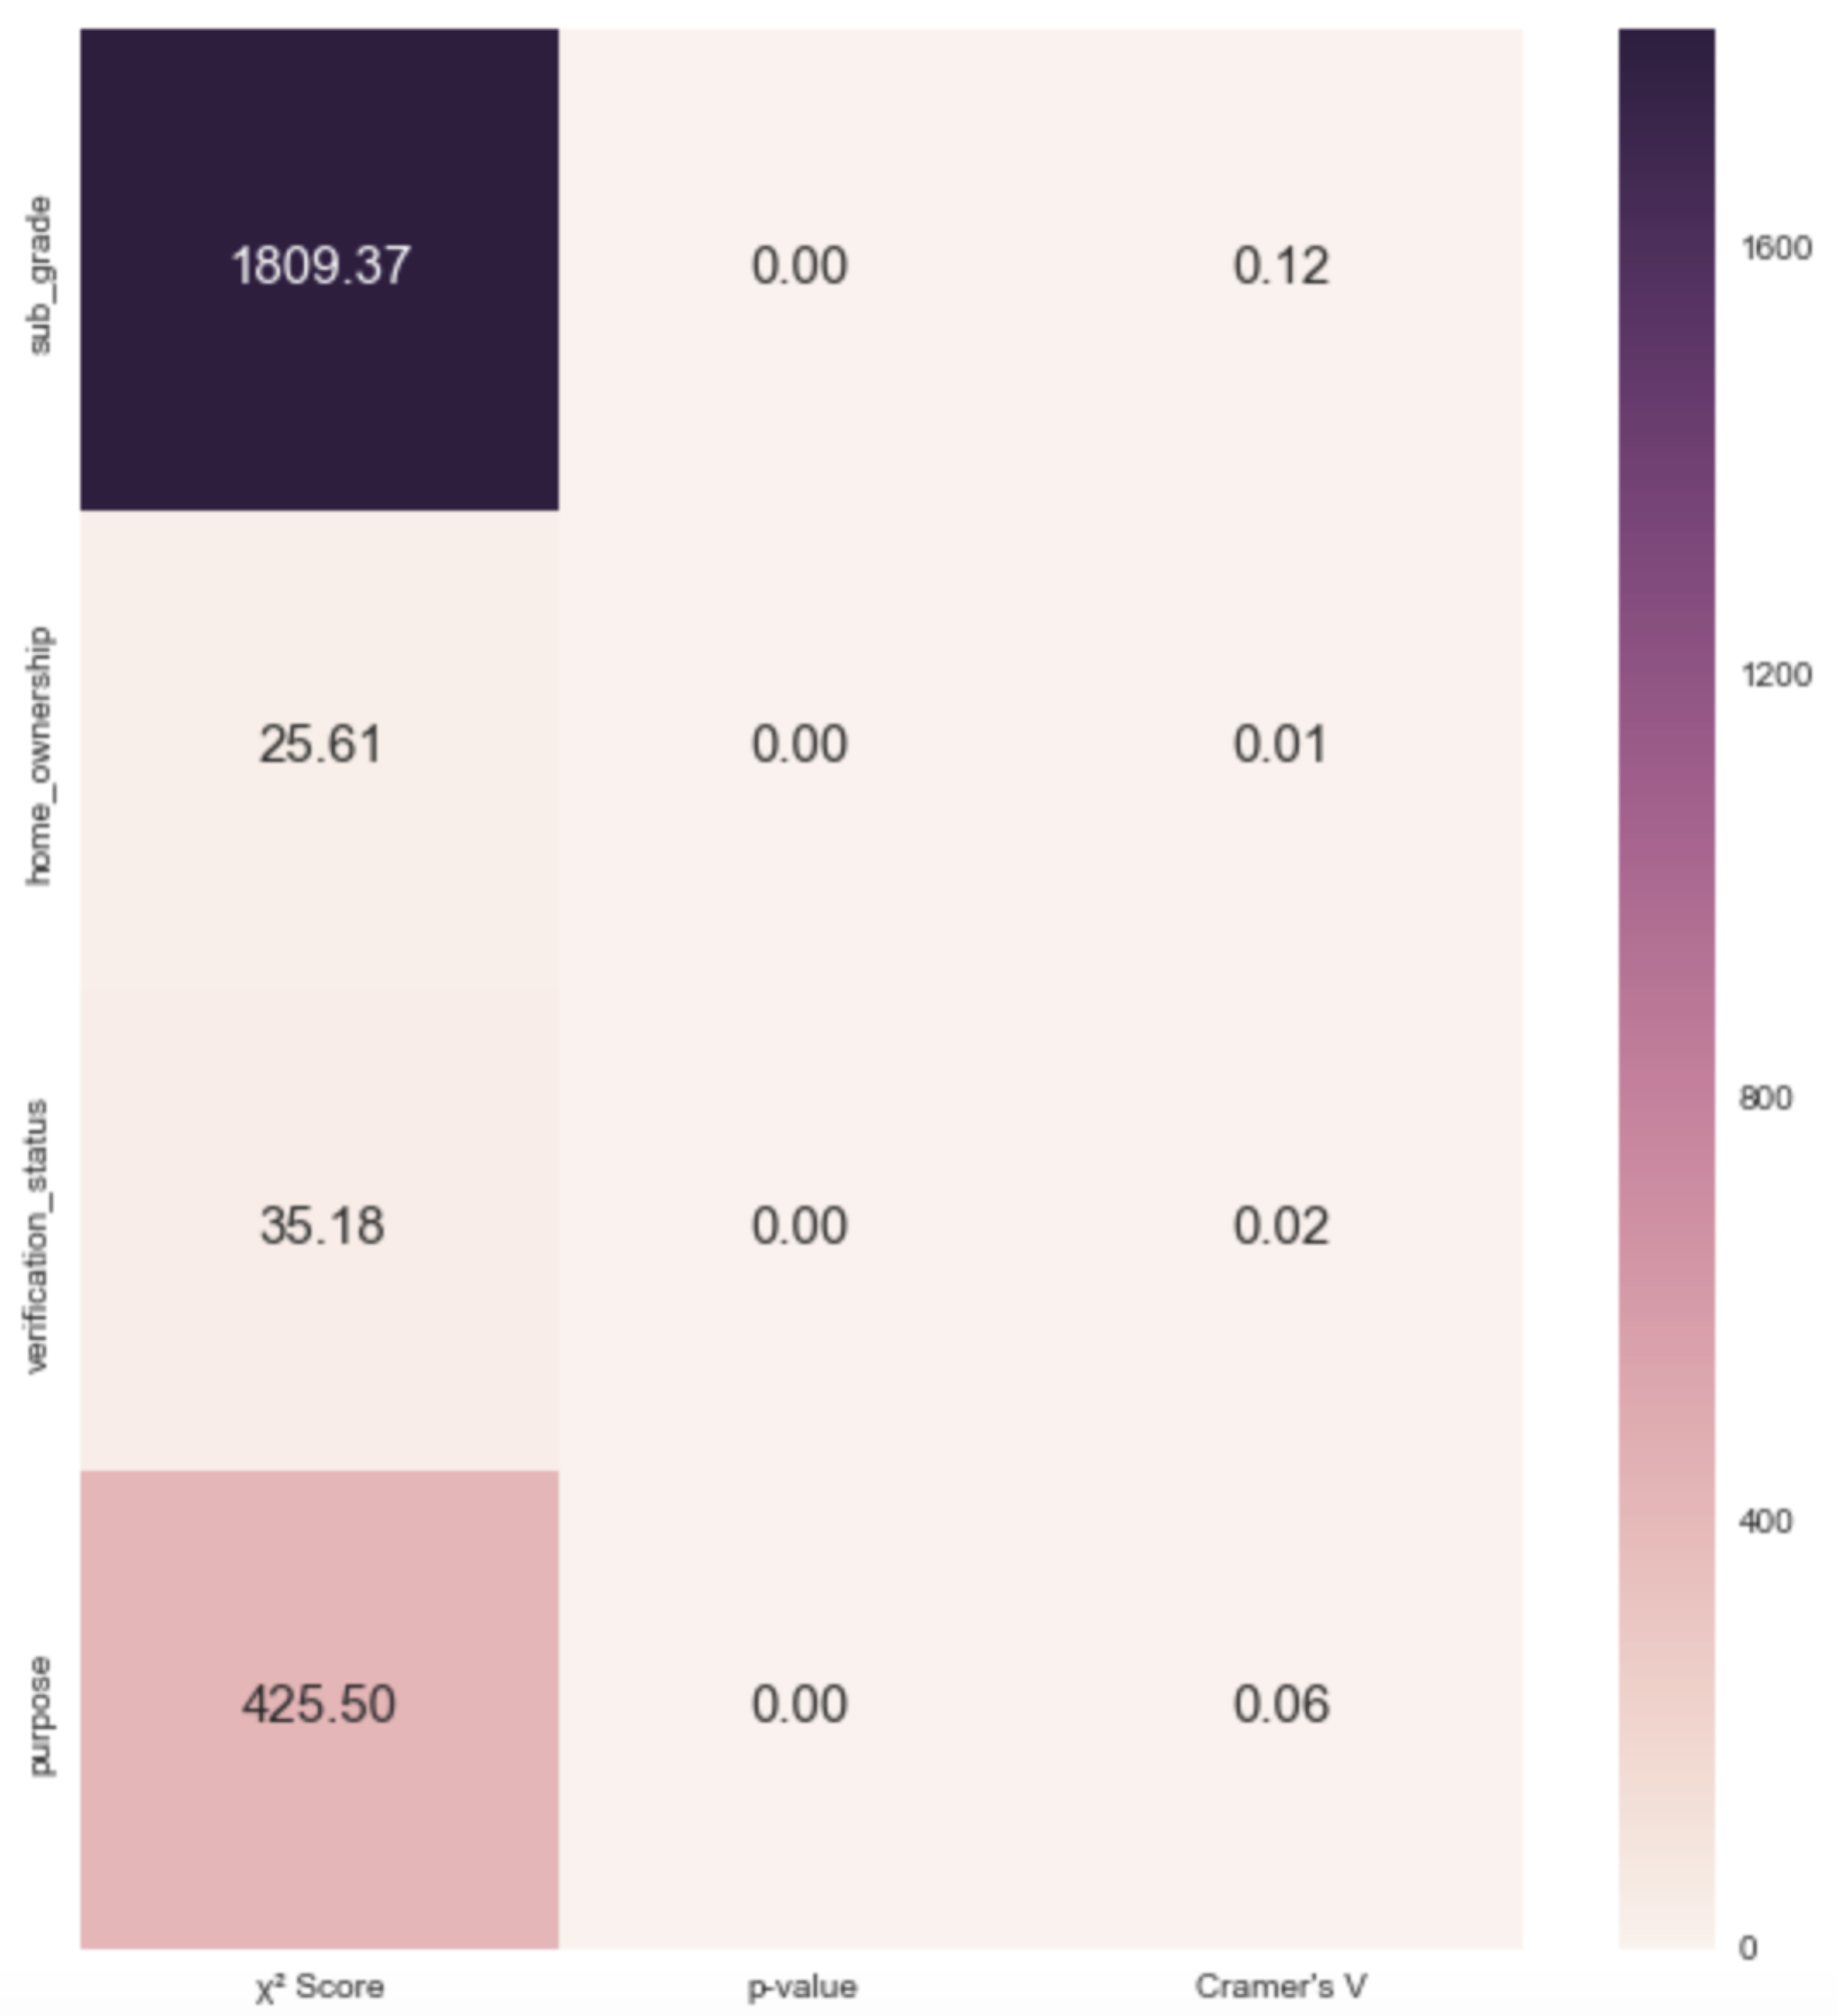 sub_grade
1809.37 0.00 0.12
home_ownership
25.61 0.00 0.01
verification_status
35.18 0.00 0.02
purpose
425.50 0.00 0.06
χ² Score p-value Cramer's V
1600
1200
800
400
0